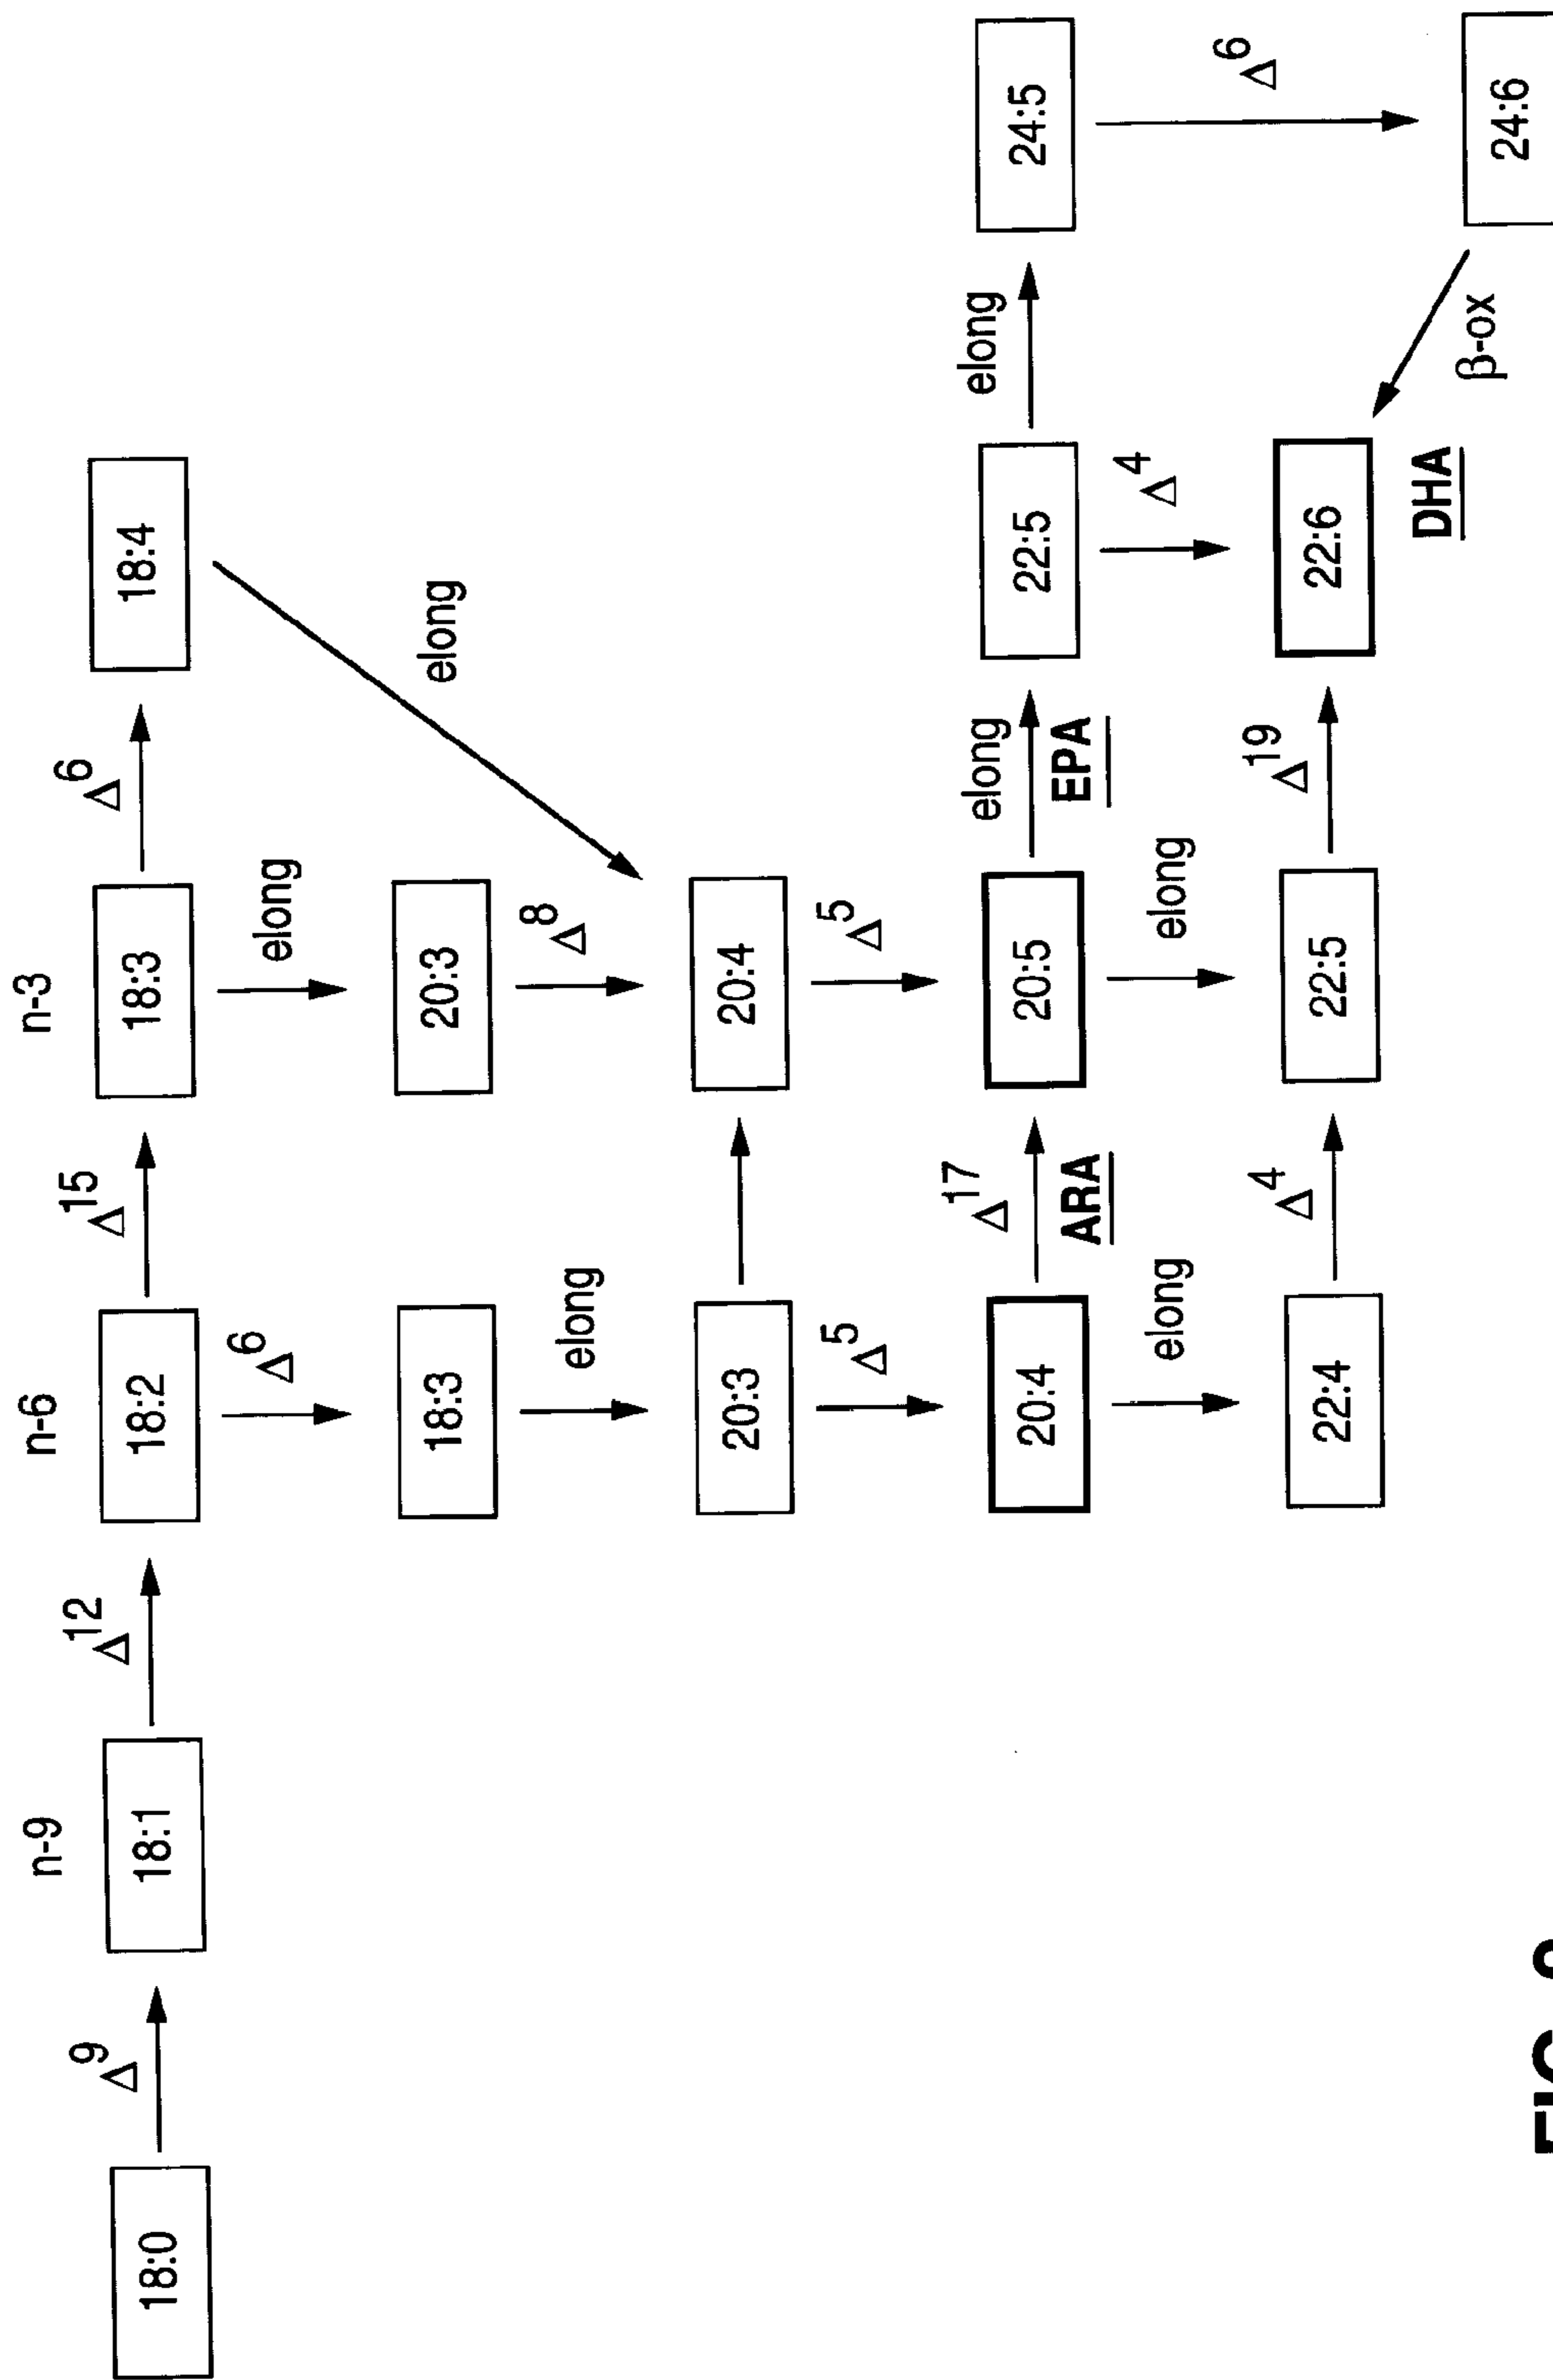 n-9 n-6 n-3
Δ9 Δ12 Δ15 Δ6
18:0 18:1 18:2 18:3 18:4
Δ6 elong
18:3 20:3
elong Δ8 elong
20:3 20:4
Δ5 Δ5
Δ17 elong elong
20:4 20:5 22:5 24:5
ARA EPA
elong elong Δ4 Δ6
Δ4 Δ19
22:4 22:5 22:6
DHA
β-ox
24:6
FIG.